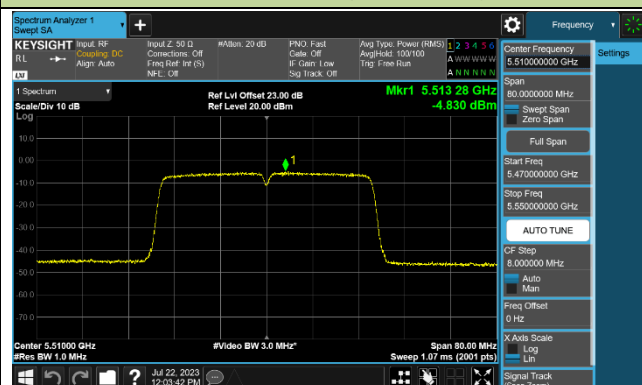 Spectrum Analyzer 1
Swept SA
Frequency
KEYSIGHT
Input: RF
Input Z: 50 Ω
#Atten: 20 dB
PNO: Fast
Avg Type: Power (RMS)
1 2 3 4 5 6
RL
Coupling: DC
Corrections: Off
Gate: Off
Avg|Hold: 100/100
A W W W W W
Align: Auto
Freq Ref: Int (S)
IF Gain: Low
Trig: Free Run
NFE: Off
Sig Track: Off
A N N N N N
LXI
1 Spectrum
Ref Lvl Offset 23.00 dB
Mkr1 5.513 28 GHz
Scale/Div 10 dB
Ref Level 20.00 dBm
-4.830 dBm
Log
10.0
0.00
1
-10.0
-20.0
-30.0
-40.0
-50.0
-60.0
-70.0
Center 5.51000 GHz
#Video BW 3.0 MHz*
Span 80.00 MHz
#Res BW 1.0 MHz
Sweep 1.07 ms (2001 pts)
Jul 22, 2023
12:03:42 PM
?
Center Frequency
5.510000000 GHz
Settings
Span
80.0000000 MHz
Swept Span
Zero Span
Full Span
Start Freq
5.470000000 GHz
Stop Freq
5.550000000 GHz
AUTO TUNE
CF Step
8.000000 MHz
Auto
Man
Freq Offset
0 Hz
X Axis Scale
Log
Lin
Signal Track
(Span Zoom)